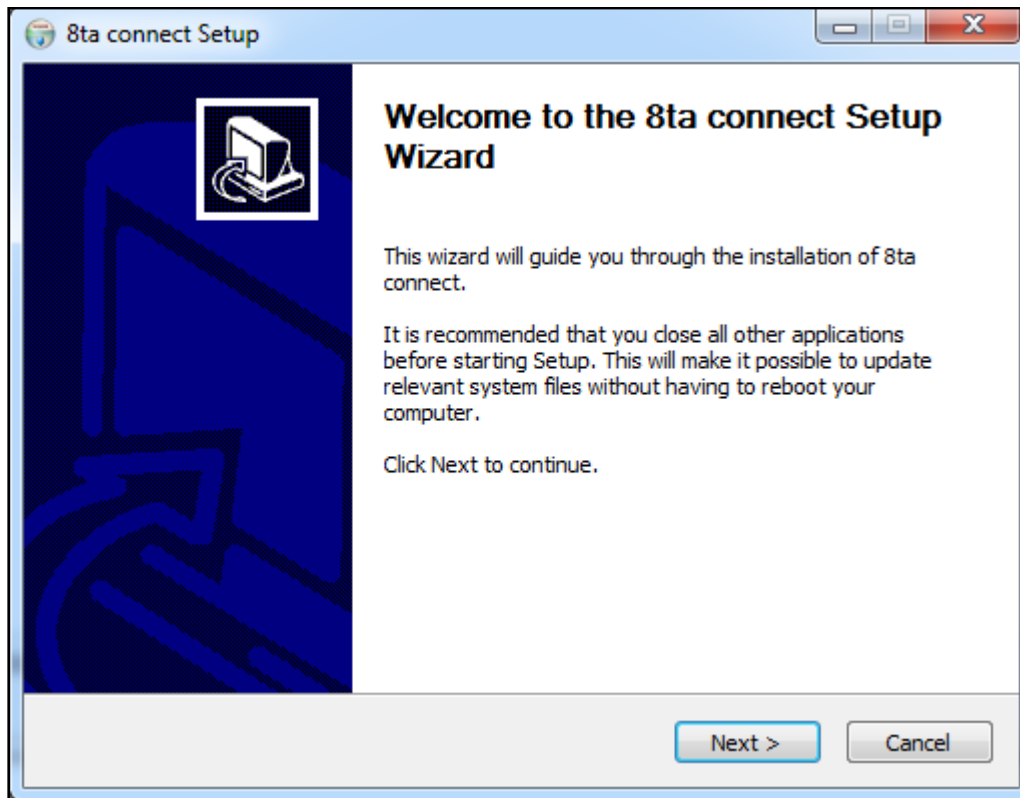 8ta connect Setup
Welcome to the 8ta connect Setup
Wizard
This wizard will guide you through the installation of 8ta
connect.
It is recommended that you close all other applications
before starting Setup. This will make it possible to update
relevant system files without having to reboot your
computer.
Click Next to continue.
Next >
Cancel